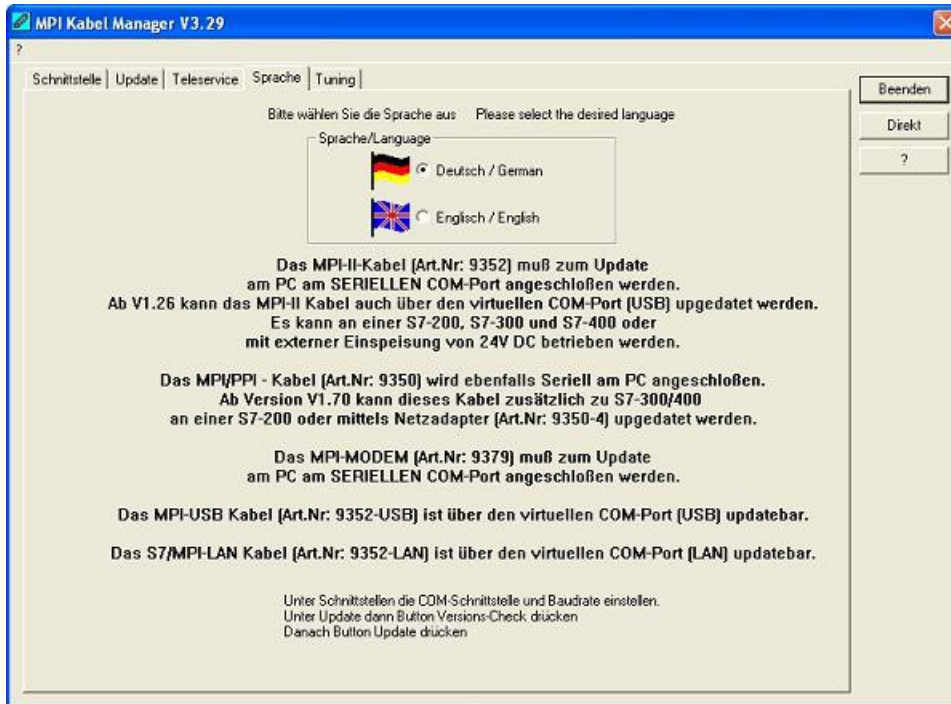 MPI Kabel Manager V3.29
?
Schnittstelle Update Teleservice Sprache Tuning
Beenden
Direkt
?
Bitte wählen Sie die Sprache aus Please select the desired language
Sprache/Language
Deutsch / German
Englisch / English
Das MPI-II-Kabel (Art.Nr: 9352) muß zum Update
am PC am SERIELLEN COM-Port angeschloßen werden.
Ab V1.26 kann das MPI-II Kabel auch über den virtuellen COM-Port (USB) upgedatet werden.
Es kann an einer S7-200, S7-300 und S7-400 oder
mit externer Einspeisung von 24V DC betrieben werden.
Das MPI/PPI - Kabel (Art.Nr: 9350) wird ebenfalls Seriell am PC angeschloßen.
Ab Version V1.70 kann dieses Kabel zusätzlich zu S7-300/400
an einer S7-200 oder mittels Netzadapter (Art.Nr: 9350-4) upgedatet werden.
Das MPI-MODEM (Art.Nr: 9379) muß zum Update
am PC am SERIELLEN COM-Port angeschloßen werden.
Das MPI-USB Kabel (Art.Nr: 9352-USB) ist über den virtuellen COM-Port (USB) updatebar.
Das S7/MPI-LAN Kabel (Art.Nr: 9352-LAN) ist über den virtuellen COM-Port (LAN) updatebar.
Unter Schnittstellen die COM-Schnittstelle und Baudrate einstellen.
Unter Update dann Button Versions-Check drücken
Danach Button Update drücken